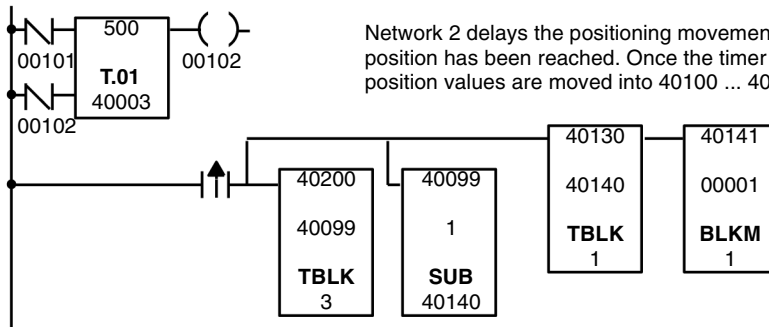 500
00101
T.01
40003
00102
00102
Network 2 delays the positioning movemen
position has been reached. Once the timer
position values are moved into 40100 ... 40
40200
40099
TBLK
3
40099
1
SUB
40140
40130
40140
TBLK
1
40141
00001
BLKM
1